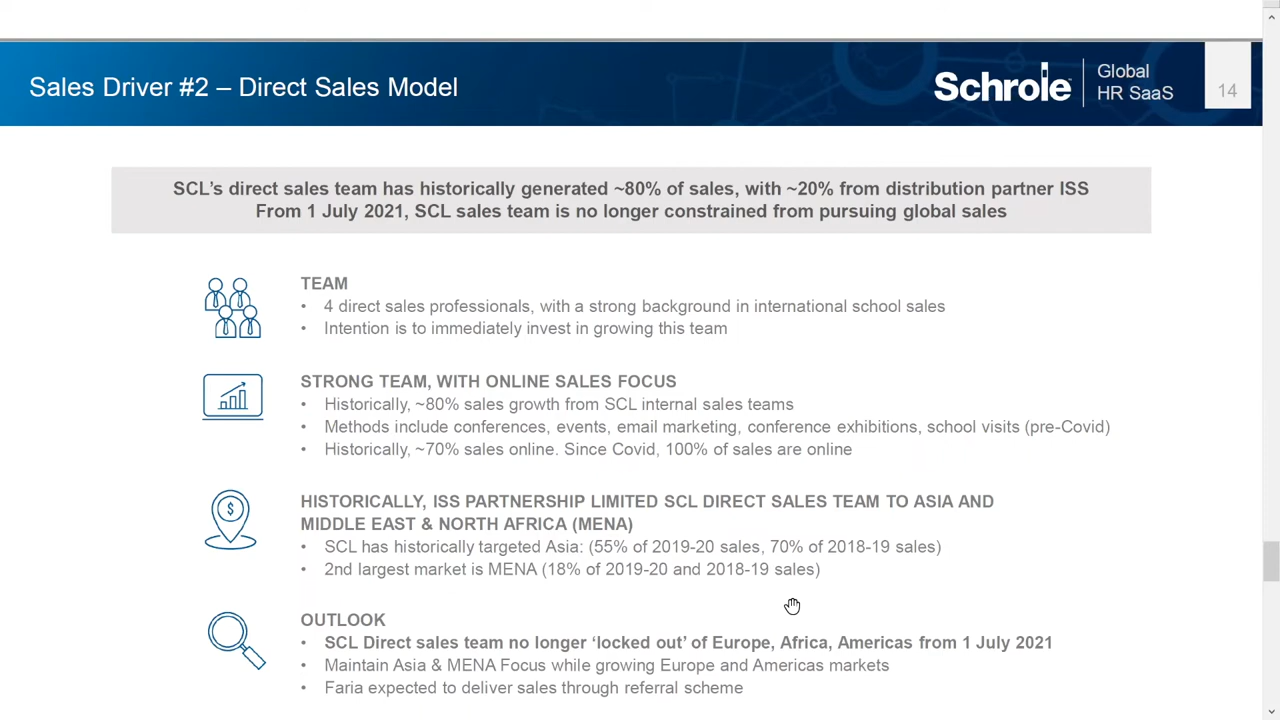 Sales Driver #2 – Direct Sales Model
Schrole
Global
HR SaaS
14
SCL's direct sales team has historically generated ~80% of sales, with ~20% from distribution partner ISS
From 1 July 2021, SCL sales team is no longer constrained from pursuing global sales
TEAM
• 4 direct sales professionals, with a strong background in international school sales
• Intention is to immediately invest in growing this team
STRONG TEAM, WITH ONLINE SALES FOCUS
• Historically, ~80% sales growth from SCL internal sales teams
• Methods include conferences, events, email marketing, conference exhibitions, school visits (pre-Covid)
• Historically, ~70% sales online. Since Covid, 100% of sales are online
$
HISTORICALLY, ISS PARTNERSHIP LIMITED SCL DIRECT SALES TEAM TO ASIA AND
MIDDLE EAST & NORTH AFRICA (MENA)
• SCL has historically targeted Asia: (55% of 2019-20 sales, 70% of 2018-19 sales)
• 2nd largest market is MENA (18% of 2019-20 and 2018-19 sales)
OUTLOOK
• SCL Direct sales team no longer ‘locked out’ of Europe, Africa, Americas from 1 July 2021
• Maintain Asia & MENA Focus while growing Europe and Americas markets
• Faria expected to deliver sales through referral scheme